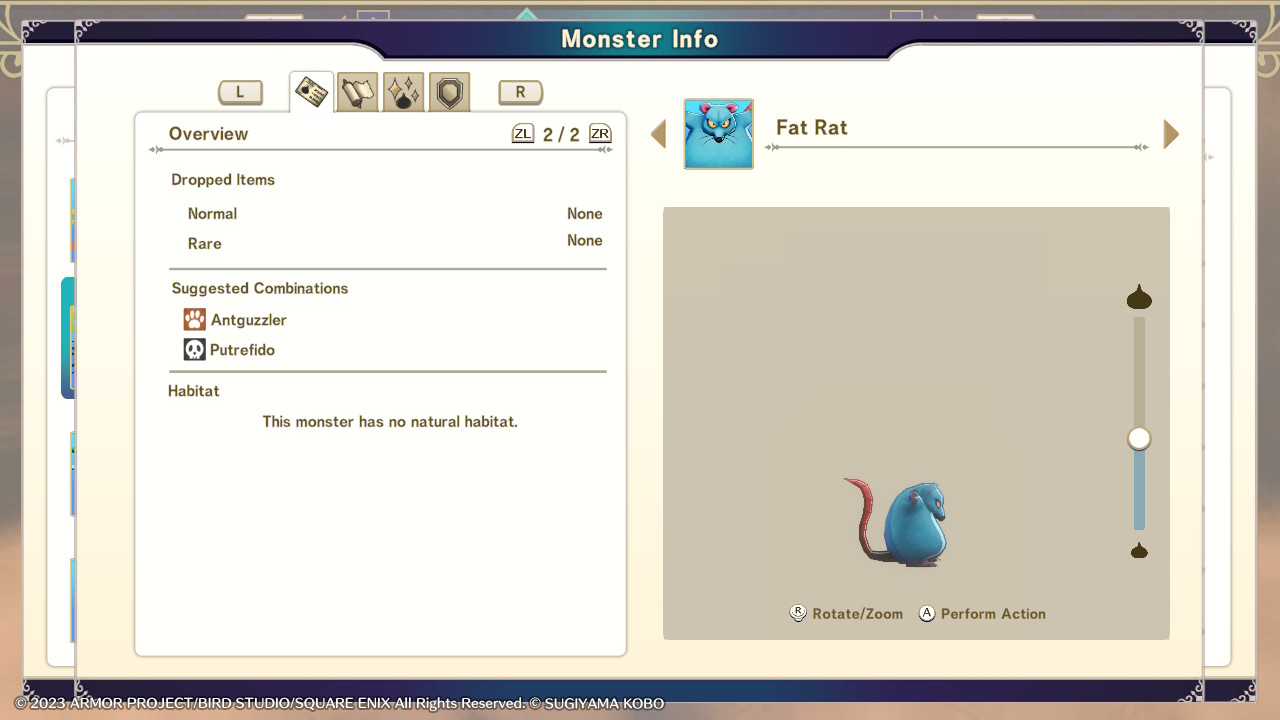 Monster Info
L
R
Overview
ZL 2 / 2 ZR
Fat Rat
Dropped Items
Normal None
Rare None
Suggested Combinations
Antguzzler
Putrefido
Habitat
This monster has no natural habitat.
R Rotate/Zoom A Perform Action
© 2023 ARMOR PROJECT/BIRD STUDIO/SQUARE ENIX All Rights Reserved. © SUGIYAMA KOBO